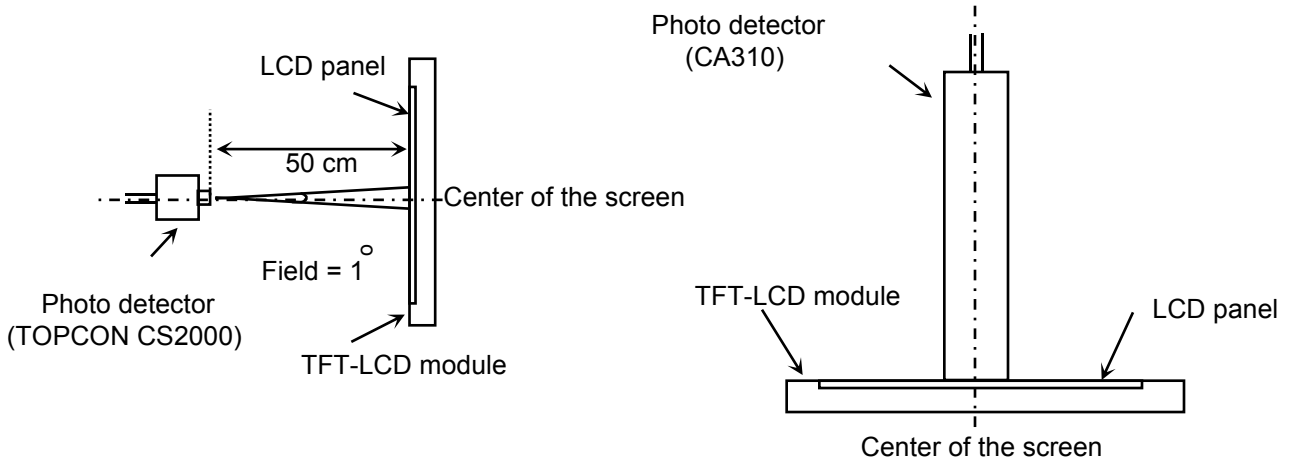 LCD panel
50 cm
Center of the screen
Field = 1°
Photo detector
(TOPCON CS2000)
TFT-LCD module
Photo detector
(CA310)
TFT-LCD module
LCD panel
Center of the screen